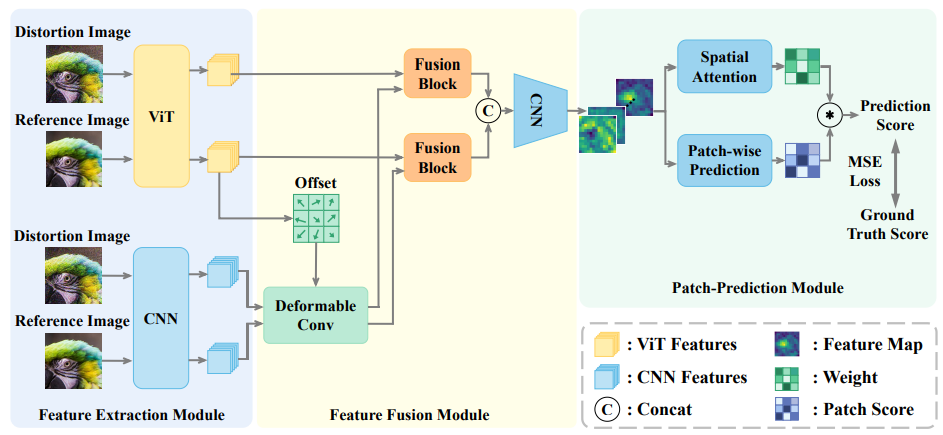 Distortion Image
ViT
Reference Image
Distortion Image
CNN
Reference Image
Feature Extraction Module
Fusion
Block
Fusion
Block
C
CNN
Offset
Deformable
Conv
Feature Fusion Module
Spatial
Attention
Patch-wise
Prediction
*
Prediction
Score
MSE
Loss
Ground
Truth Score
Patch-Prediction Module
: ViT Features
: Feature Map
: CNN Features
: Weight
C : Concat
: Patch Score